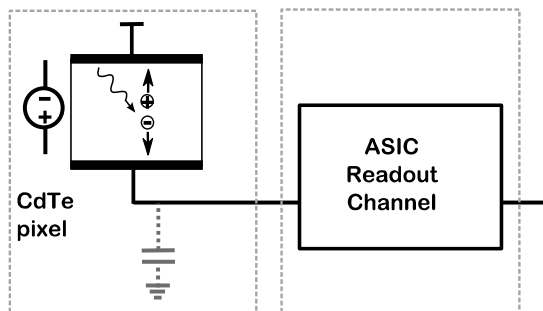 CdTe
pixel
ASIC
Readout
Channel